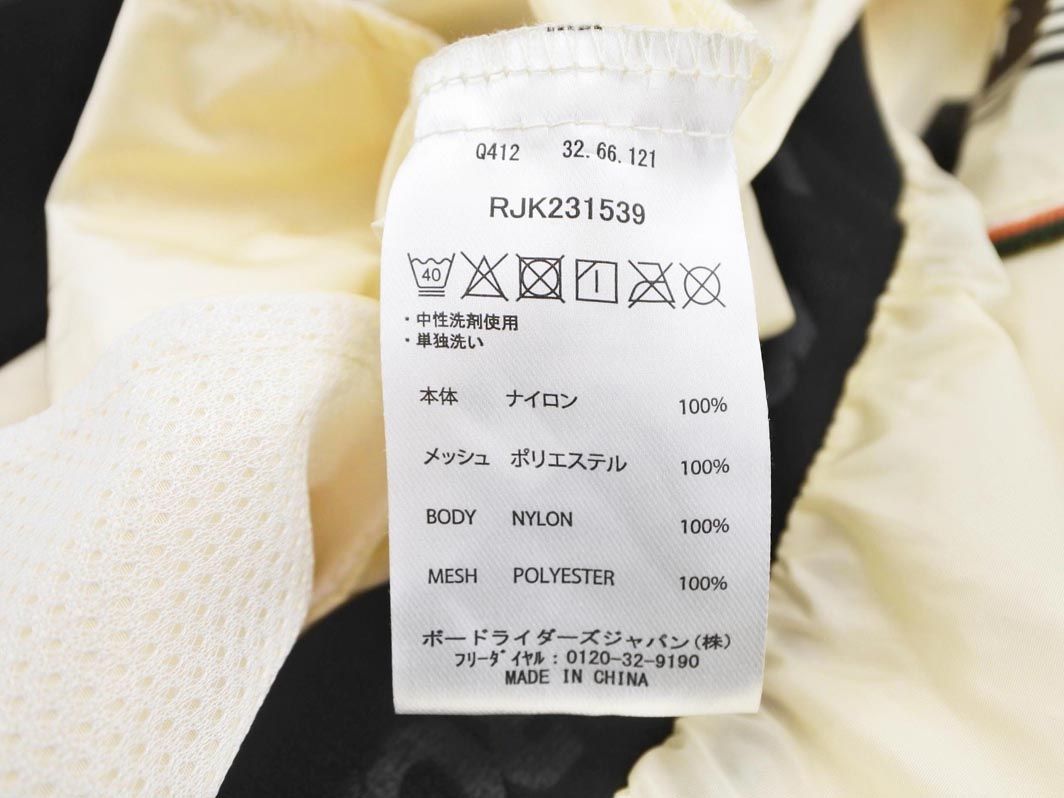 Q412 32.66.121
RJK231539
40
・中性洗剤使用
・単独洗い
本体 ナイロン 100%
メッシュ ポリエステル 100%
BODY NYLON 100%
MESH POLYESTER 100%
ボードライダーズジャパン(株)
フリーダイヤル:0120-32-9190
MADE IN CHINA